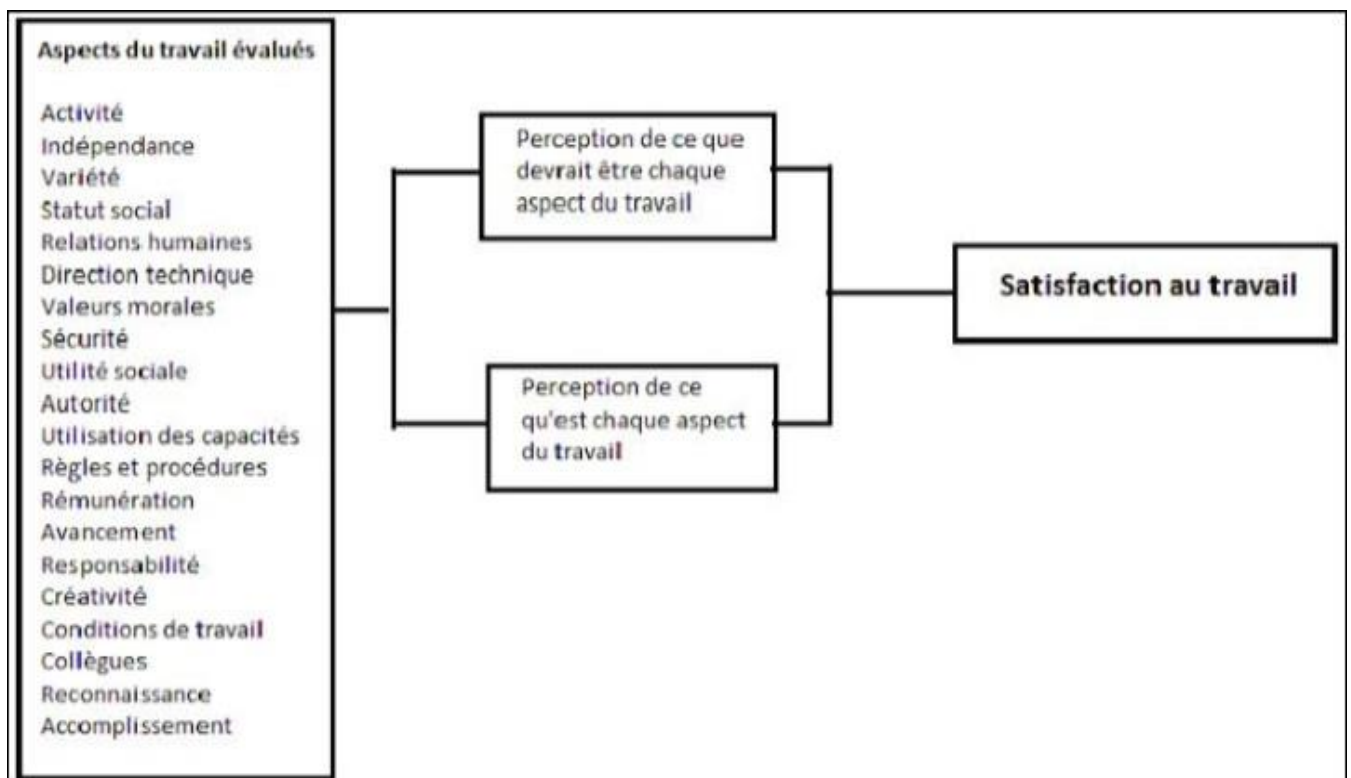 Aspects du travail évalués
Activité
Indépendance
Variété
Statut social
Relations humaines
Direction technique
Valeurs morales
Sécurité
Utilité sociale
Autorité
Utilisation des capacités
Règles et procédures
Rémunération
Avancement
Responsabilité
Créativité
Conditions de travail
Collègues
Reconnaissance
Accomplissement
Perception de ce que
devrait être chaque
aspect du travail
Perception de ce
qu'est chaque aspect
du travail
Satisfaction au travail